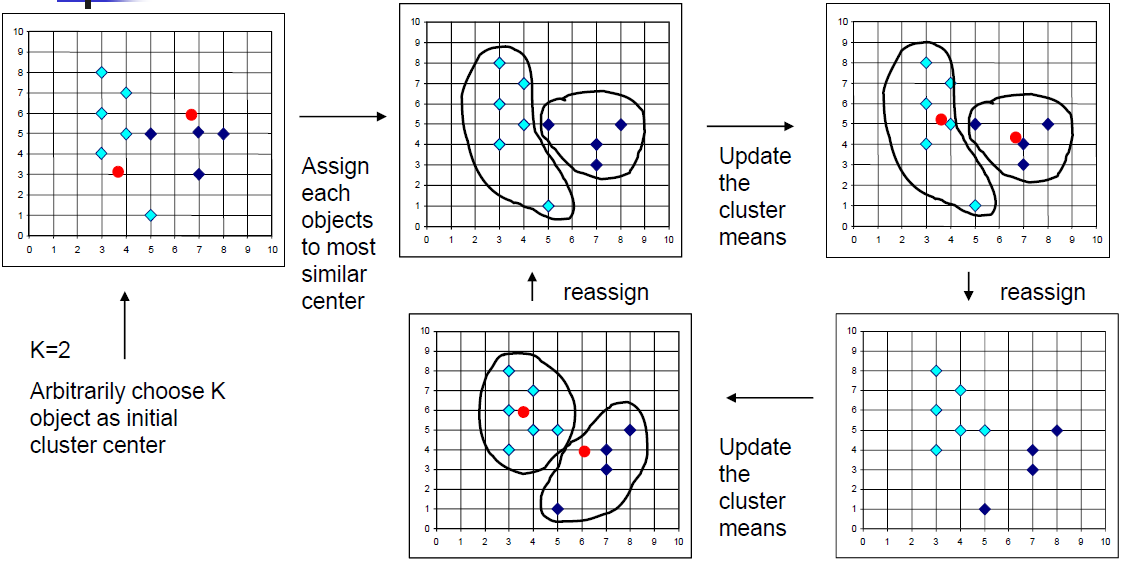 10
9
8
7
6
5
4
3
2
1
0
0 1 2 3 4 5 6 7 8 9 10
Assign
each
objects
to most
similar
center
10
9
8
7
6
5
4
3
2
1
0
0 1 2 3 4 5 6 7 8 9 10
Update
the
cluster
means
10
9
8
7
6
5
4
3
2
1
0
0 1 2 3 4 5 6 7 8 9 10
reassign
reassign
K=2
Arbitrarily choose K
object as initial
cluster center
10
9
8
7
6
5
4
3
2
1
0
0 1 2 3 4 5 6 7 8 9 10
Update
the
cluster
means
10
9
8
7
6
5
4
3
2
1
0
0 1 2 3 4 5 6 7 8 9 10